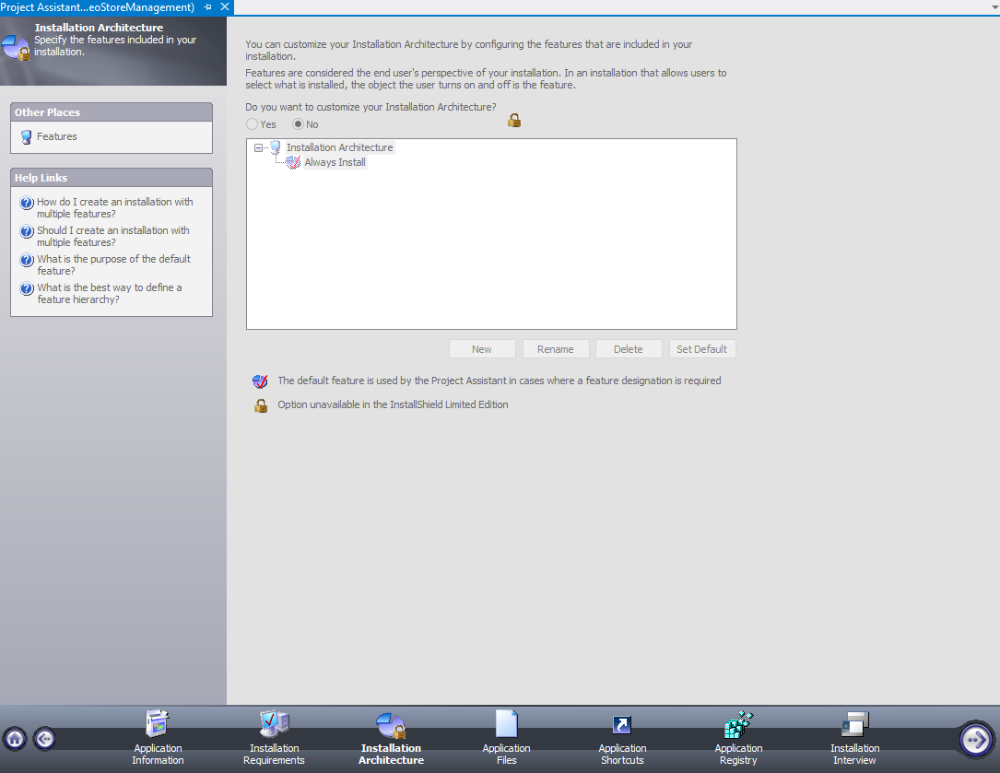 Project Assistant...eoStoreManagement)
Installation Architecture
Specify the features included in your
installation.
Other Places
Features
Help Links
How do I create an installation with
multiple features?
Should I create an installation with
multiple features?
What is the purpose of the default
feature?
What is the best way to define a
feature hierarchy?
You can customize your Installation Architecture by configuring the features that are included in your
installation.
Features are considered the end user's perspective of your installation. In an installation that allows users to
select what is installed, the object the user turns on and off is the feature.
Do you want to customize your Installation Architecture?
Yes No
Installation Architecture
Always Install
New Rename Delete Set Default
The default feature is used by the Project Assistant in cases where a feature designation is required
Option unavailable in the InstallShield Limited Edition
Application
Information
Installation
Requirements
Installation
Architecture
Application
Files
Application
Shortcuts
Application
Registry
Installation
Interview